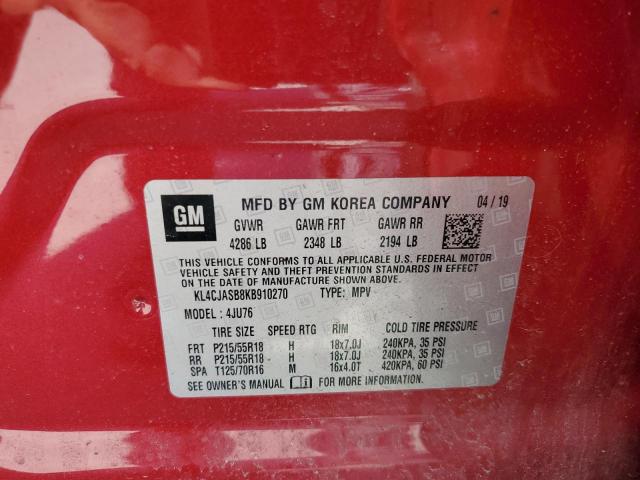 GM
MFD BY GM KOREA COMPANY 04 / 19
GVWR GAWR FRT GAWR RR
4286 LB 2348 LB 2194 LB
THIS VEHICLE CONFORMS TO ALL APPLICABLE U.S. FEDERAL MOTOR
VEHICLE SAFETY AND THEFT PREVENTION STANDARDS IN EFFECT
ON THE DATE OF MANUFACTURE SHOWN ABOVE.
KL4CJASB8KB910270 TYPE: MPV
MODEL : 4JU76
TIRE SIZE SPEED RTG RIM COLD TIRE PRESSURE
FRT P215/55R18 H 18x7.0J 240KPA, 35 PSI
RR P215/55R18 H 18x7.0J 240KPA, 35 PSI
SPA T125/70R16 M 16x4.0T 420KPA, 60 PSI
SEE OWNER'S MANUAL FOR MORE INFORMATION.